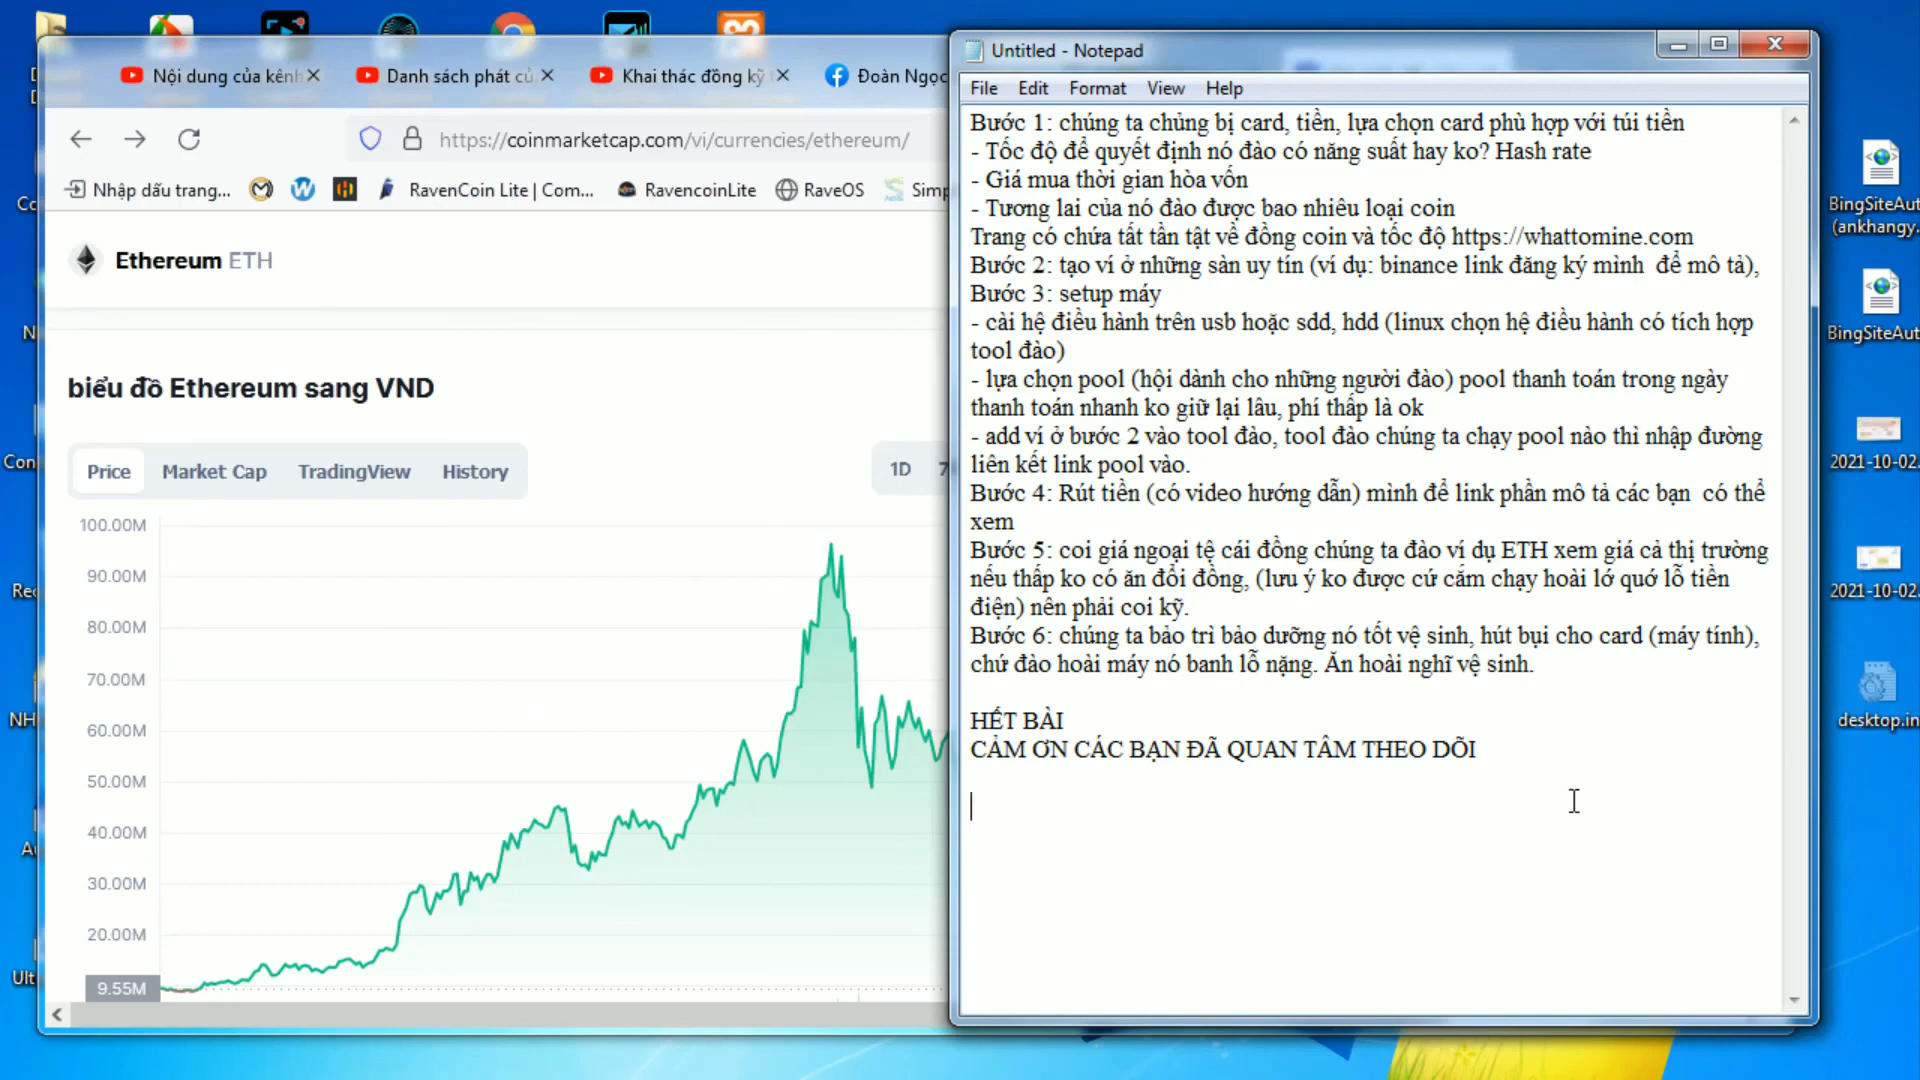 Nội dung của kênh
Danh sách phát củ
Khai thác đồng kỹ
Đoàn Ngọc
https://coinmarketcap.com/vi/currencies/ethereum/
Nhập dấu trang...
RavenCoin Lite | Com...
RavencoinLite
RaveOS
Simp
Ethereum ETH
biểu đồ Ethereum sang VND
Price Market Cap TradingView History
1D
100.00M
90.00M
80.00M
70.00M
60.00M
50.00M
40.00M
30.00M
20.00M
9.55M
Untitled - Notepad
File Edit Format View Help
Bước 1: chúng ta chủng bị card, tiền, lựa chọn card phù hợp với túi tiền
- Tốc độ để quyết định nó đào có năng suất hay ko? Hash rate
- Giá mua thời gian hòa vốn
- Tương lai của nó đào được bao nhiêu loại coin
Trang có chứa tất tần tật về đồng coin và tốc độ https://whattomine.com
Bước 2: tạo ví ở những sàn uy tín (ví dụ: binance link đăng ký mình  để mô tả),
Bước 3: setup máy
- cài hệ điều hành trên usb hoặc sdd, hdd (linux chọn hệ điều hành có tích hợp
tool đào)
- lựa chọn pool (hội dành cho những người đào) pool thanh toán trong ngày
thanh toán nhanh ko giữ lại lâu, phí thấp là ok
- add ví ở bước 2 vào tool đào, tool đào chúng ta chạy pool nào thì nhập đường
liên kết link pool vào.
Bước 4: Rút tiền (có video hướng dẫn) mình để link phần mô tả các bạn  có thể
xem
Bước 5: coi giá ngoại tệ cái đồng chúng ta đào ví dụ ETH xem giá cả thị trường
nếu thấp ko có ăn đổi đồng, (lưu ý ko được cứ cắm chạy hoài lớ quớ lỗ tiền
điện) nên phải coi kỹ.
Bước 6: chúng ta bảo trì bảo dưỡng nó tốt vệ sinh, hút bụi cho card (máy tính),
chứ đào hoài máy nó banh lỗ nặng. Ăn hoài nghĩ vệ sinh.
HẾT BÀI
CẢM ƠN CÁC BẠN ĐÃ QUAN TÂM THEO DÕI
BingSiteAut
(ankhangy.
BingSiteAut
2021-10-02.
2021-10-02.
desktop.in